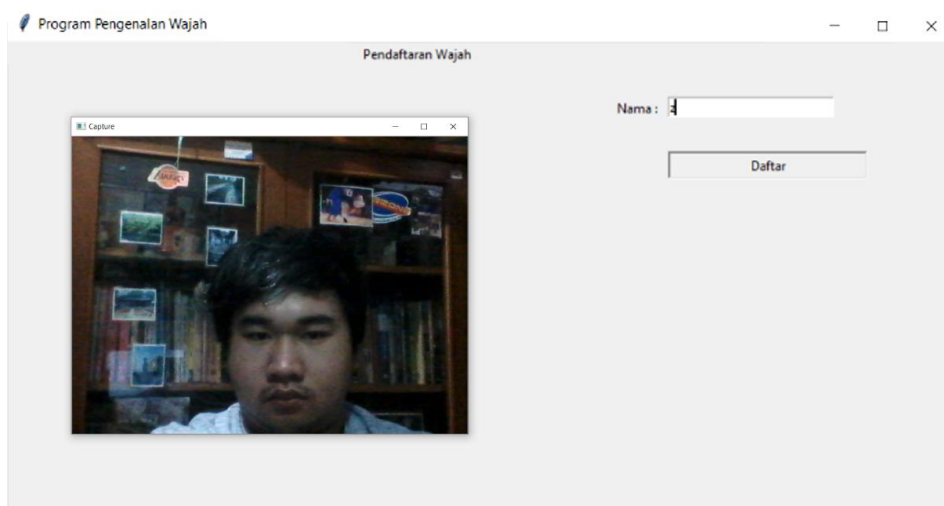 Program Pengenalan Wajah
Pendaftaran Wajah
Capture
Nama :
z
Daftar